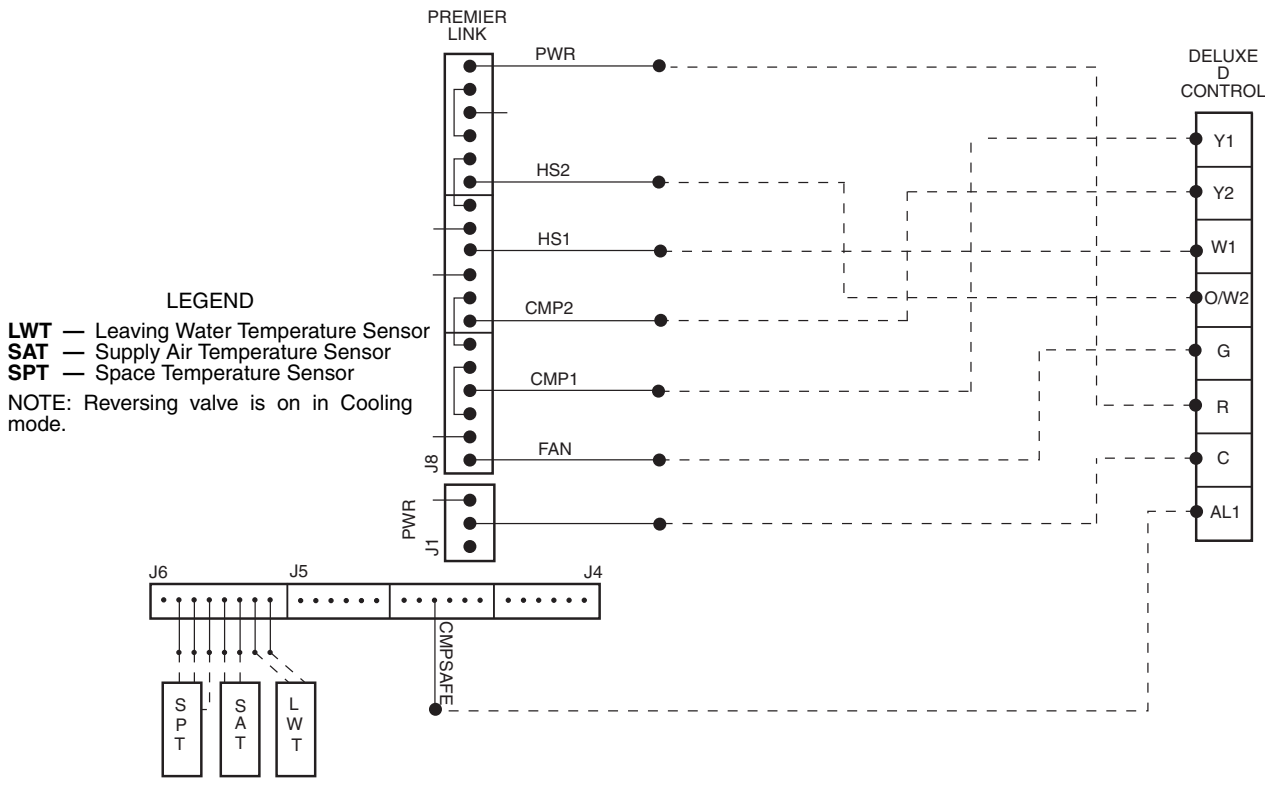 PREMIER
LINK
PWR
DELUXE
D
CONTROL
Y1
HS2
Y2
HS1
W1
LEGEND
O/W2
CMP2
LWT — Leaving Water Temperature Sensor
SAT — Supply Air Temperature Sensor
G
SPT — Space Temperature Sensor
CMP1
NOTE: Reversing valve is on in Cooling
mode.
R
FAN
J8
C
PWR
J1
AL1
J6
J5
J4
CMPSAFE
SPT
SAT
LWT